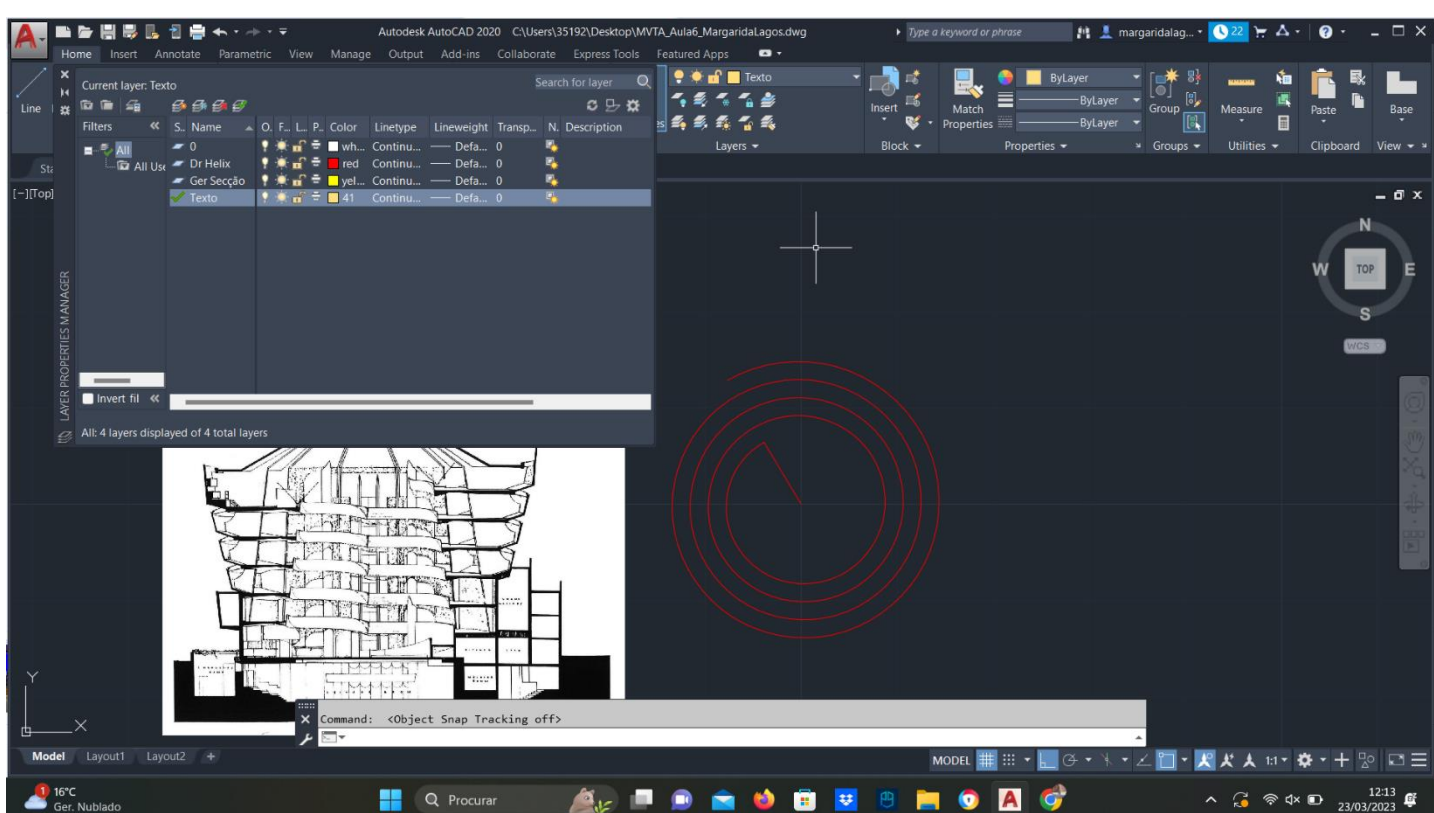 Autodesk AutoCAD 2020 C:\Users\35192\Desktop\MVTA_Aula6_MargaridaLagos.dwg
Type a keyword or phrase
margaridalag...
22
Home Insert Annotate Parametric View Manage Output Add-ins Collaborate Express Tools Featured Apps
Line
Current layer: Texto
Search for layer
Filters
S.. Name O. F... L... P... Color Linetype Lineweight Transp... N. Description
All
All Use
0 wh... Continu... Defa... 0
Dr Helix red Continu... Defa... 0
Ger Secção yel... Continu... Defa... 0
Texto 41 Continu... Defa... 0
Invert fil
All: 4 layers displayed of 4 total layers
LAYER PROPERTIES MANAGER
Texto
Layers
Insert
Block
Match
Properties
ByLayer
ByLayer
ByLayer
Properties
Group
Groups
Measure
Utilities
Paste
Clipboard
Base
View
[-][Top]
N
W TOP E
S
WCS
Y
X
Command: <Object Snap Tracking off>
Model Layout1 Layout2 +
MODEL
1:1
1
16°C
Ger. Nublado
Procurar
12:13
23/03/2023